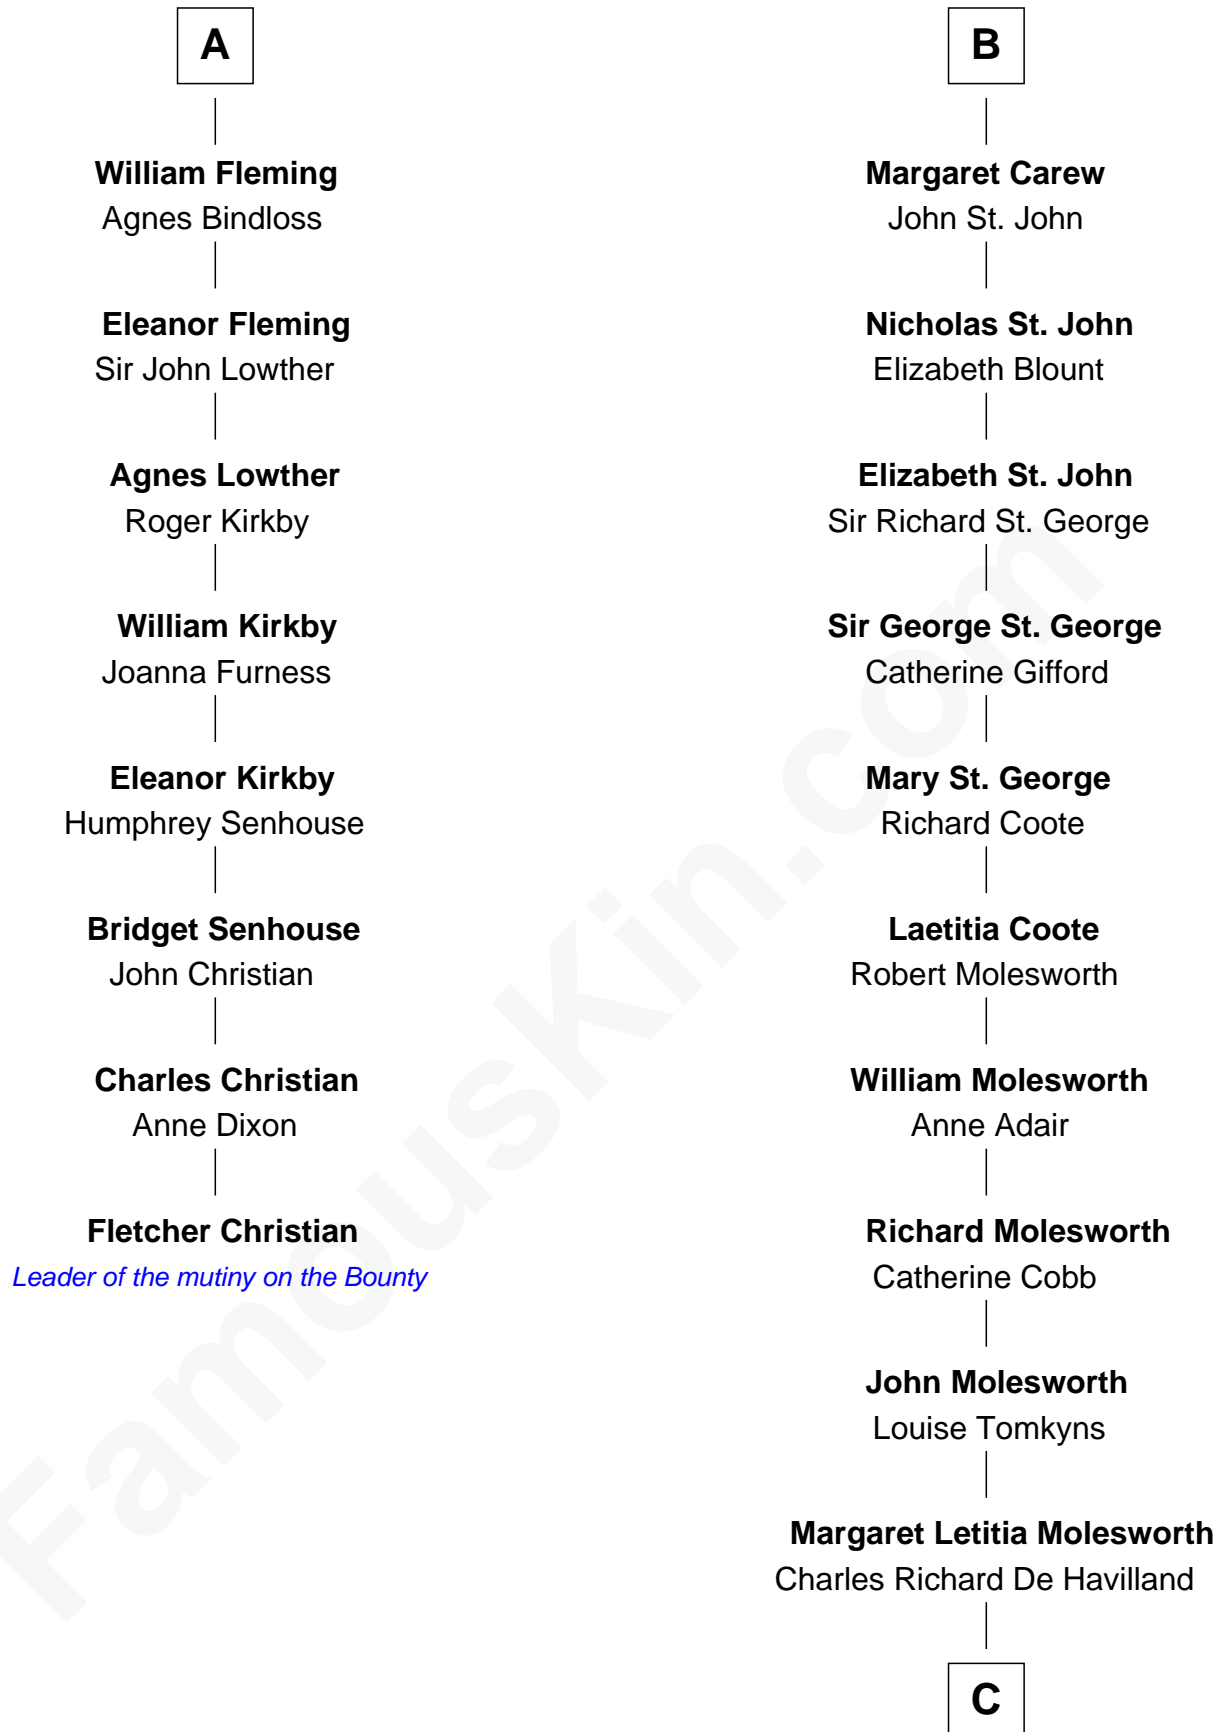 A
William Fleming
Agnes Bindloss
Eleanor Fleming
Sir John Lowther
Agnes Lowther
Roger Kirkby
William Kirkby
Joanna Furness
Eleanor Kirkby
Humphrey Senhouse
Bridget Senhouse
John Christian
Charles Christian
Anne Dixon
Fletcher Christian
Leader of the mutiny on the Bounty
B
Margaret Carew
John St. John
Nicholas St. John
Elizabeth Blount
Elizabeth St. John
Sir Richard St. George
Sir George St. George
Catherine Gifford
Mary St. George
Richard Coote
Laetitia Coote
Robert Molesworth
William Molesworth
Anne Adair
Richard Molesworth
Catherine Cobb
John Molesworth
Louise Tomkyns
Margaret Letitia Molesworth
Charles Richard De Havilland
C
FamousKin.com